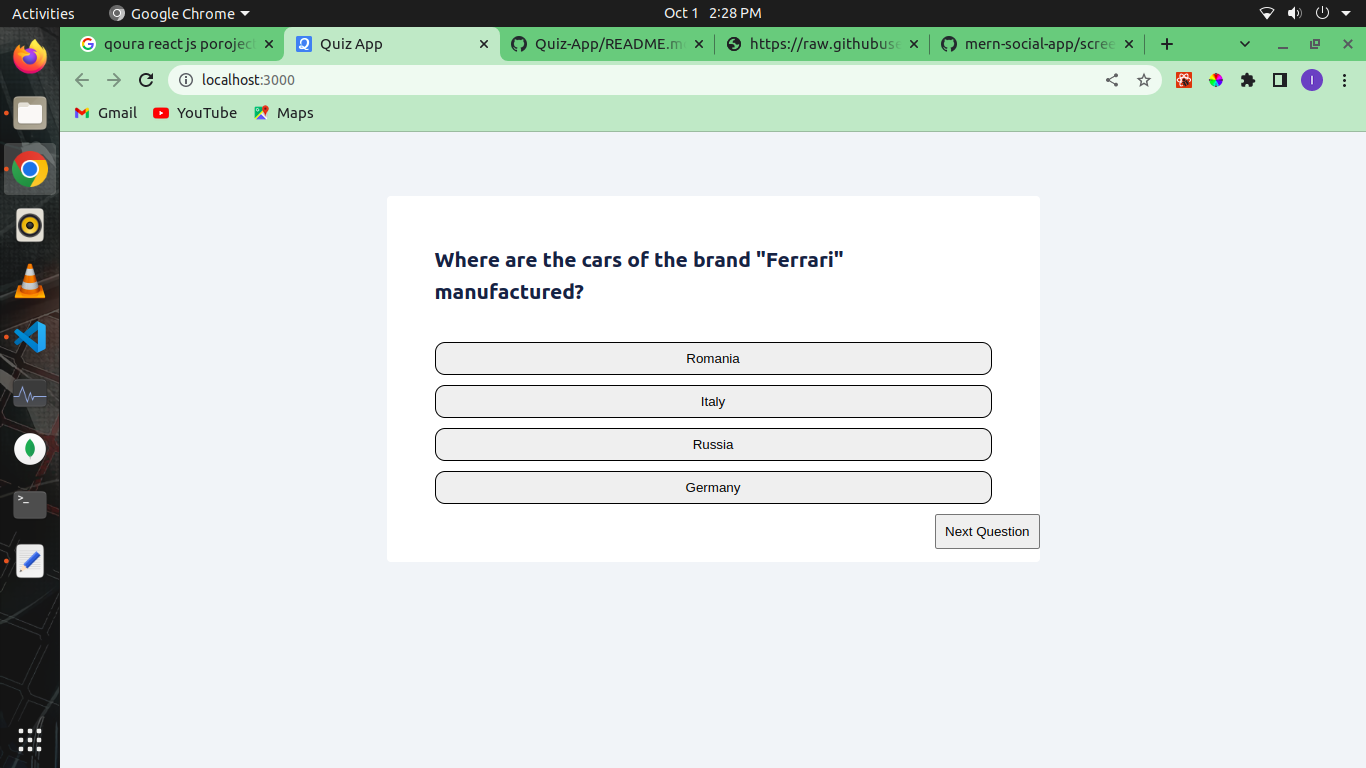 Activities
Google Chrome
Oct 1 2:28 PM
qoura react js poroject
Quiz App
Quiz-App/README.m
https://raw.githubuse
mern-social-app/scree
localhost:3000
I
Gmail
YouTube
Maps
Where are the cars of the brand "Ferrari"
manufactured?
Romania
Italy
Russia
Germany
Next Question